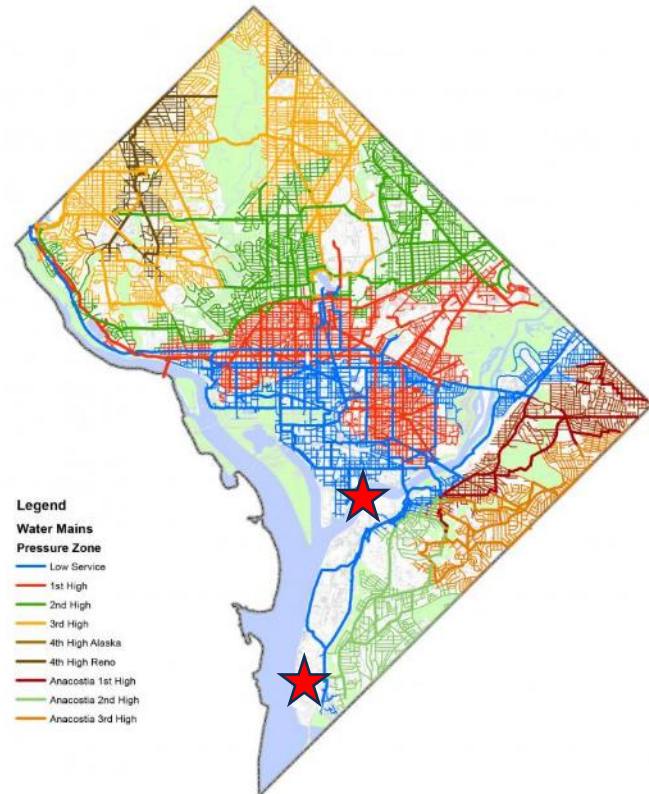 Legend
Water Mains
Pressure Zone
Low Service
1st High
2nd High
3rd High
4th High Alaska
4th High Reno
Anacostia 1st High
Anacostia 2nd High
Anacostia 3rd High